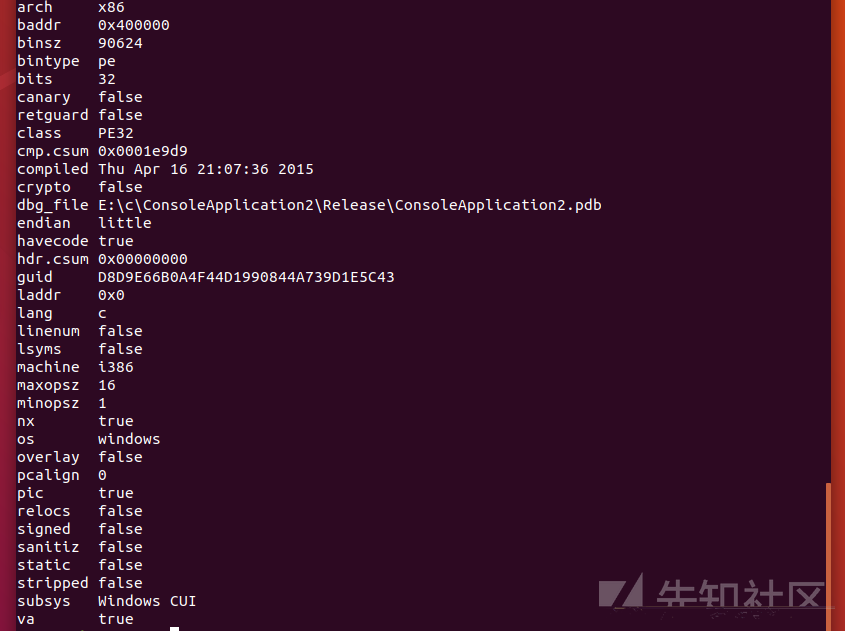 arch     x86
baddr    0x400000
binsz    90624
bintype  pe
bits     32
canary   false
retguard false
class    PE32
cmp.csum 0x0001e9d9
compiled Thu Apr 16 21:07:36 2015
crypto   false
dbg_file E:\c\ConsoleApplication2\Release\ConsoleApplication2.pdb
endian   little
havecode true
hdr.csum 0x00000000
guid     D8D9E66B0A4F44D1990844A739D1E5C43
laddr    0x0
lang     c
linenum  false
lsyms    false
machine  i386
maxopsz  16
minopsz  1
nx       true
os       windows
overlay  false
pcalign  0
pic      true
relocs   false
signed   false
sanitiz  false
static   false
stripped false
subsys   Windows CUI
va       true
先知社区